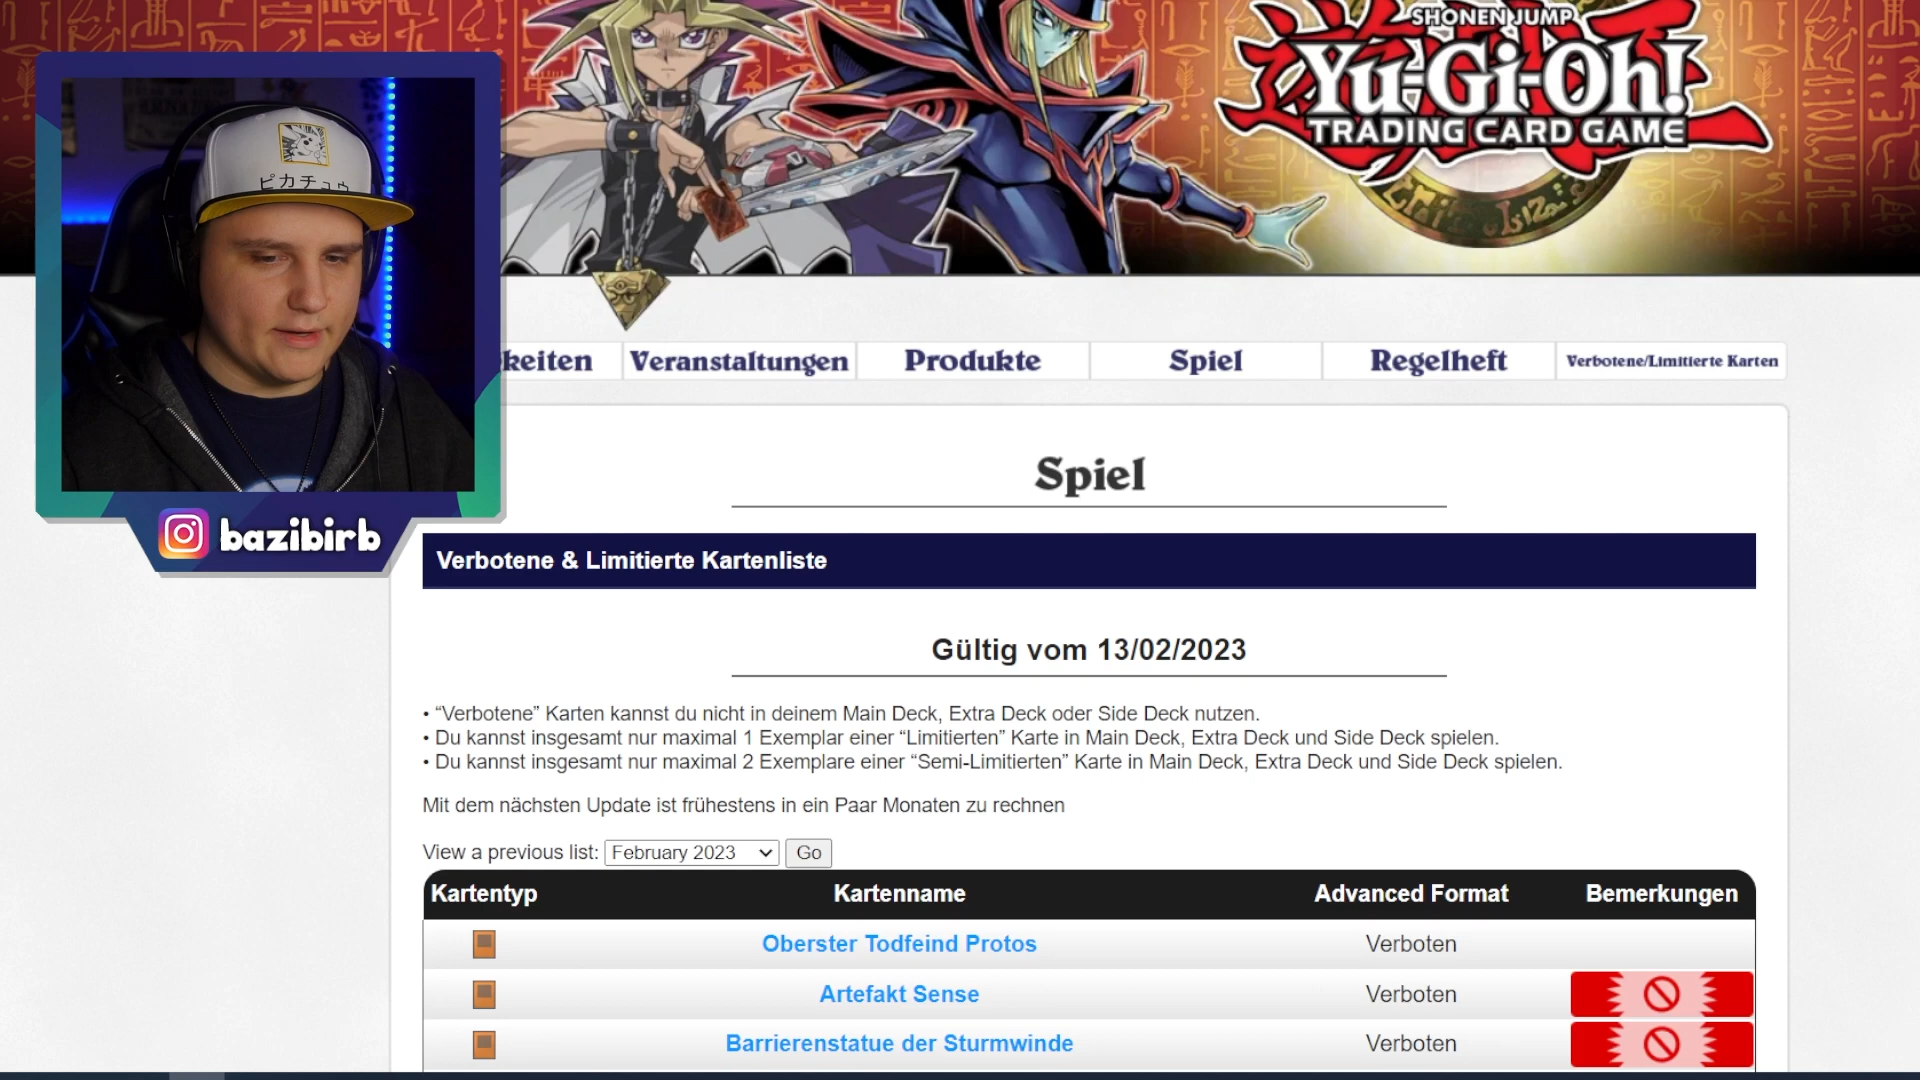 SHONEN JUMP
Yu-Gi-Oh!
TRADING CARD GAME
ピカチュウ
keiten
Veranstaltungen
Produkte
Spiel
Regelheft
Verbotene/Limitierte Karten
Spiel
bazibirb
Verbotene & Limitierte Kartenliste
Gültig vom 13/02/2023
• “Verbotene” Karten kannst du nicht in deinem Main Deck, Extra Deck oder Side Deck nutzen.
• Du kannst insgesamt nur maximal 1 Exemplar einer “Limitierten” Karte in Main Deck, Extra Deck und Side Deck spielen.
• Du kannst insgesamt nur maximal 2 Exemplare einer “Semi-Limitierten” Karte in Main Deck, Extra Deck und Side Deck spielen.
Mit dem nächsten Update ist frühestens in ein Paar Monaten zu rechnen
View a previous list: February 2023 Go
Kartentyp Kartenname Advanced Format Bemerkungen
Oberster Todfeind Protos Verboten
Artefakt Sense Verboten
Barrierenstatue der Sturmwinde Verboten